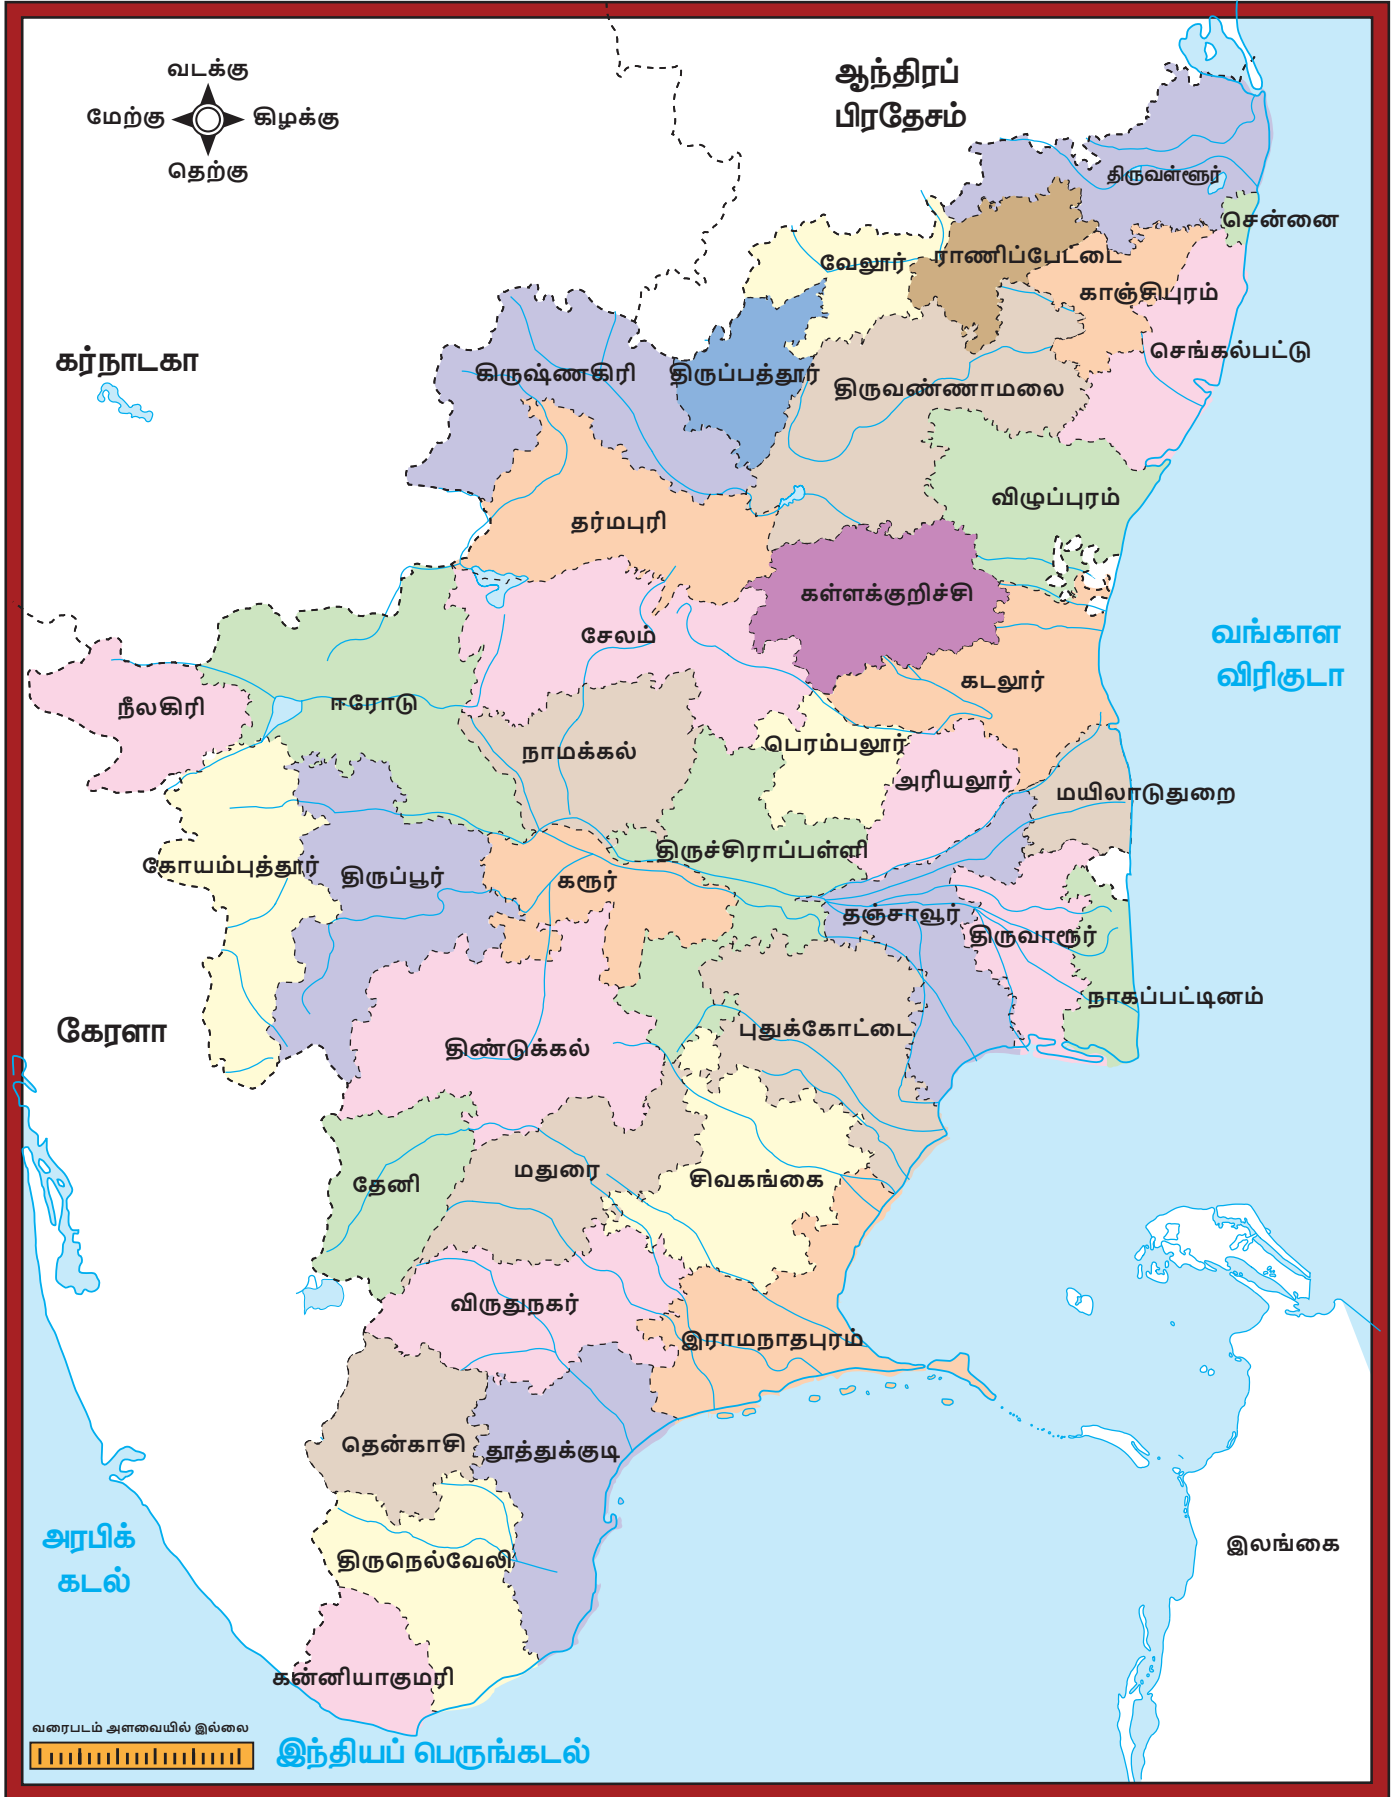 வடக்கு
மேற்கு
கிழக்கு
தெற்கு
ஆந்திரப்
பிரதேசம்
திருவள்ளூர்
சென்னை
வேலூர்
ராணிப்பேட்டை
காஞ்சிபுரம்
செங்கல்பட்டு
கர்நாடகா
கிருஷ்ணகிரி
திருப்பத்தூர்
திருவண்ணாமலை
விழுப்புரம்
தர்மபுரி
கள்ளக்குறிச்சி
சேலம்
வங்காள
விரிகுடா
கடலூர்
நீலகிரி
ஈரோடு
நாமக்கல்
பெரம்பலூர்
அரியலூர்
மயிலாடுதுறை
திருச்சிராப்பள்ளி
கோயம்புத்தூர்
திருப்பூர்
கரூர்
தஞ்சாவூர்
திருவாரூர்
நாகப்பட்டினம்
கேரளா
திண்டுக்கல்
புதுக்கோட்டை
தேனி
மதுரை
சிவகங்கை
விருதுநகர்
இராமநாதபுரம்
தென்காசி
தூத்துக்குடி
அரபிக்
கடல்
திருநெல்வேலி
இலங்கை
கன்னியாகுமரி
வரைபடம் அளவையில் இல்லை
இந்தியப் பெருங்கடல்